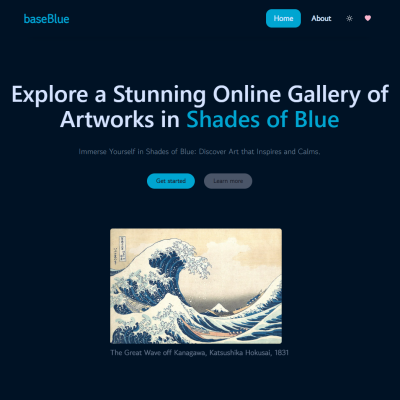 baseBlue
Home
About
Explore a Stunning Online Gallery of
Artworks in Shades of Blue
Immerse Yourself in Shades of Blue: Discover Art that Inspires and Calms.
Get started
Learn more
The Great Wave off Kanagawa, Katsushika Hokusai, 1831